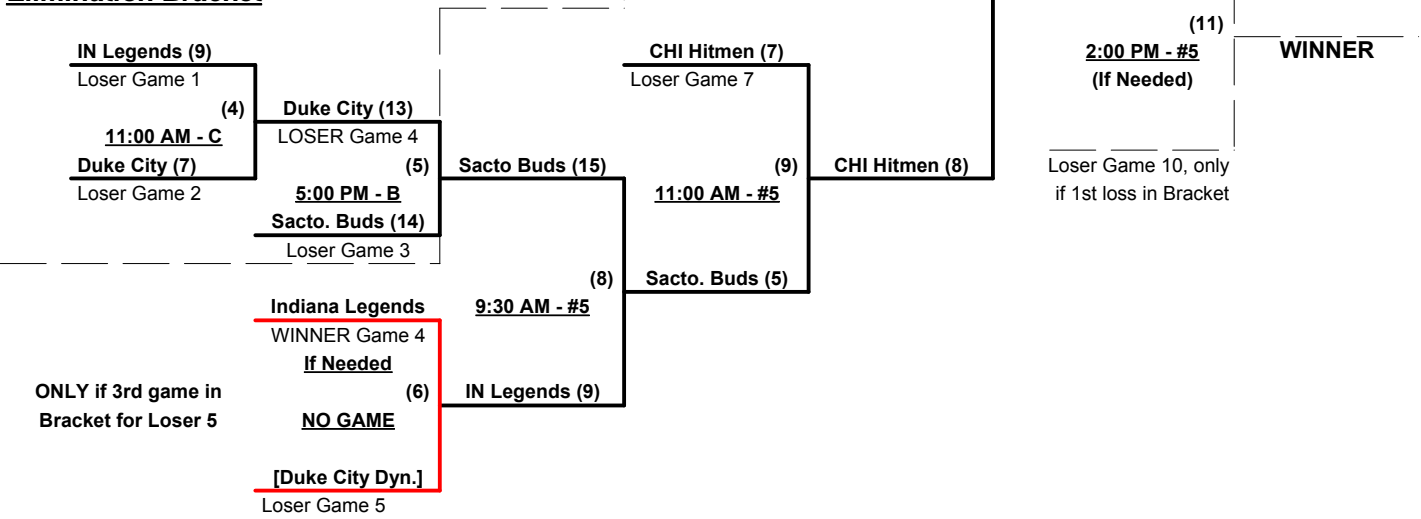 Elimination Bracket
(11)
IN Legends (9)
CHI Hitmen (7)
2:00 PM - #5
WINNER
Loser Game 1
Loser Game 7
(If Needed)
(4)
Duke City (13)
11:00 AM - C
LOSER Game 4
Duke City (7)
(5)
Sacto Buds (15)
(9)
CHI Hitmen (8)
Loser Game 10, only
Loser Game 2
5:00 PM - B
11:00 AM - #5
if 1st loss in Bracket
Sacto. Buds (14)
Loser Game 3
(8)
Sacto. Buds (5)
Indiana Legends
9:30 AM - #5
WINNER Game 4
If Needed
ONLY if 3rd game in
(6)
IN Legends (9)
Bracket for Loser 5
NO GAME
[Duke City Dyn.]
Loser Game 5